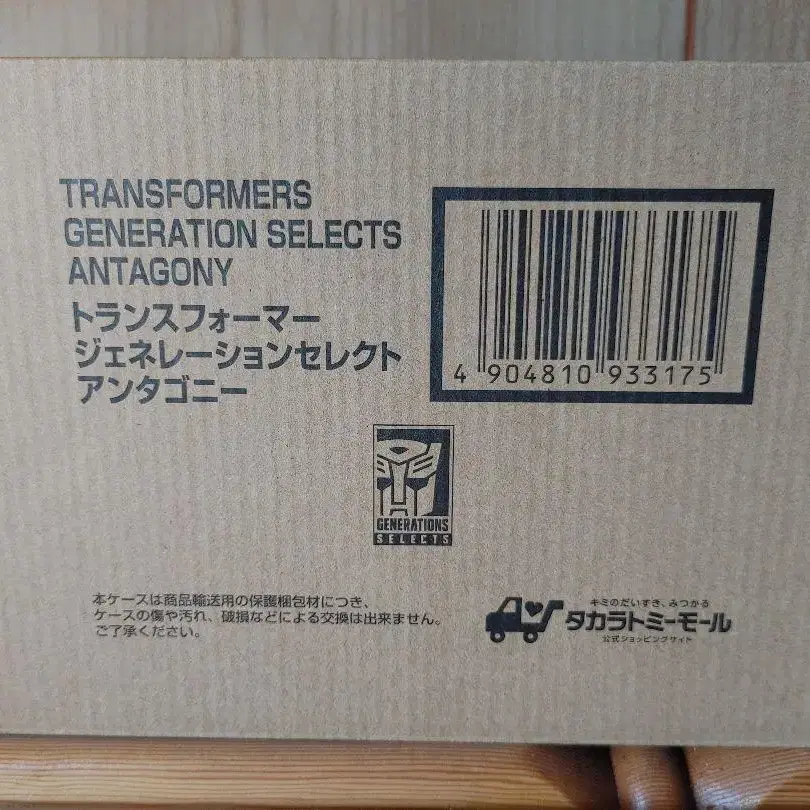 TRANSFORMERS
GENERATION SELECTS
ANTAGONY
トランスフォーマー
ジェネレーションセレクト
アンタゴニー
4 904810 933175
GENERATIONS
SELECTS
本ケースは商品輸送用の保護梱包材につき、
ケースの傷や汚れ、破損などによる交換は出来ません。
ご了承ください。
キミのだいすき、みつかる
タカラトミーモール
公式ショッピングサイト